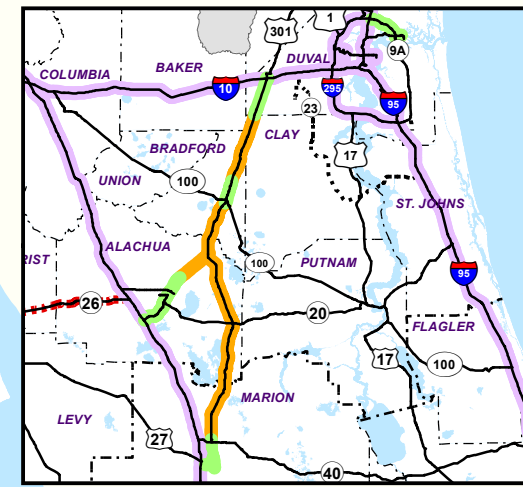 1
301
9A
BAKER
DUVAL
COLUMBIA
10
295
95
23
BRADFORD
CLAY
17
UNION
100
ST. JOHNS
ALACHUA
RIST
100
PUTNAM
95
26
20
FLAGLER
17
100
MARION
LEVY
27
40